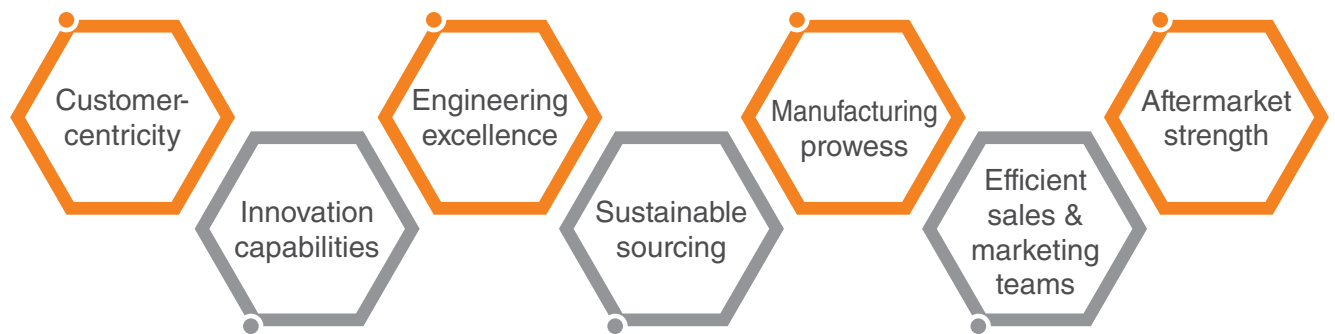 Customer-
centricity
Innovation
capabilities
Engineering
excellence
Sustainable
sourcing
Manufacturing
prowess
Efficient
sales &
marketing
teams
Aftermarket
strength